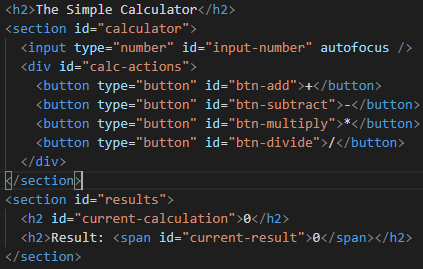 <h2>The Simple Calculator</h2>
<section id="calculator">
<input type="number" id="input-number" autofocus />
<div id="calc-actions">
<button type="button" id="btn-add">+</button>
<button type="button" id="btn-subtract">-</button>
<button type="button" id="btn-multiply">*</button>
<button type="button" id="btn-divide">/</button>
</div>
</section>
<section id="results">
<h2 id="current-calculation">0</h2>
<h2>Result: <span id="current-result">0</span></h2>
</section>